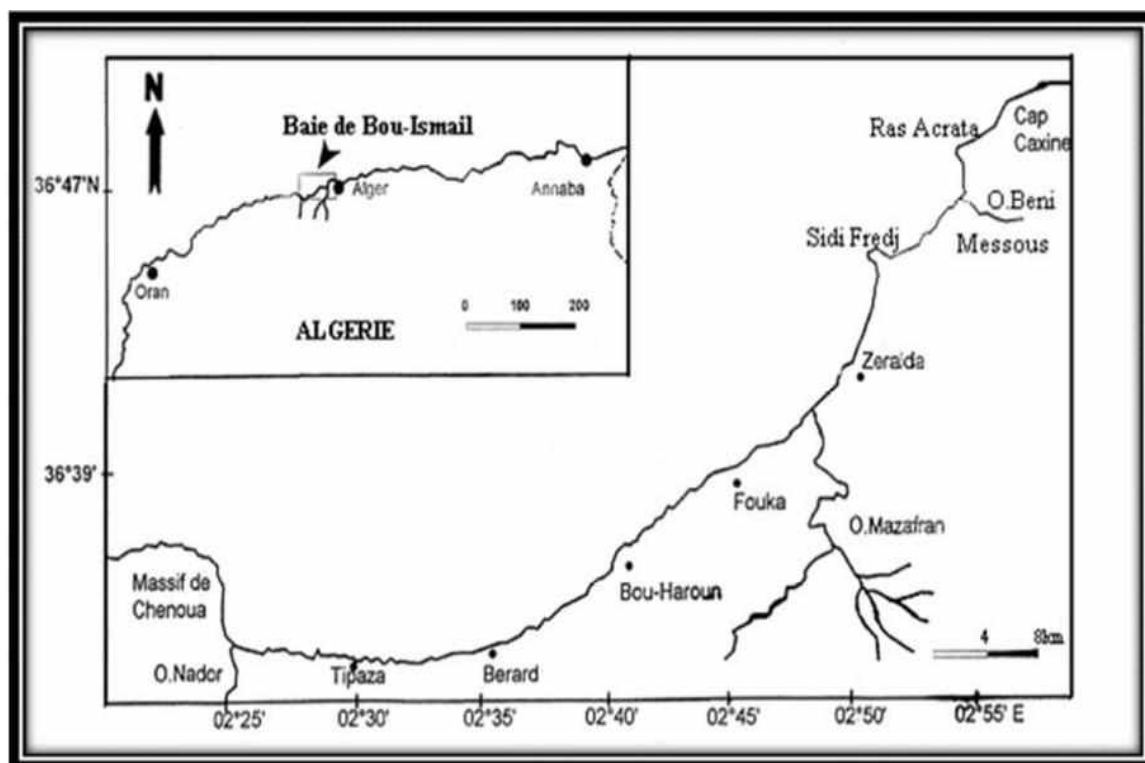 N
Baie de Bou-Ismail
36°47'N
Alger
Annaba
Oran
0 100 200
ALGERIE
Ras Acrata
Cap
Caxine
O.Beni
Messous
Sidi Fredj
Zeralda
36°39'
Fouka
O.Mazafran
Bou-Haroun
Massif de
Chenoua
O.Nador
Tipaza
Berard
4 8km
02°25' 02°30' 02°35' 02°40' 02°45' 02°50' 02°55' E